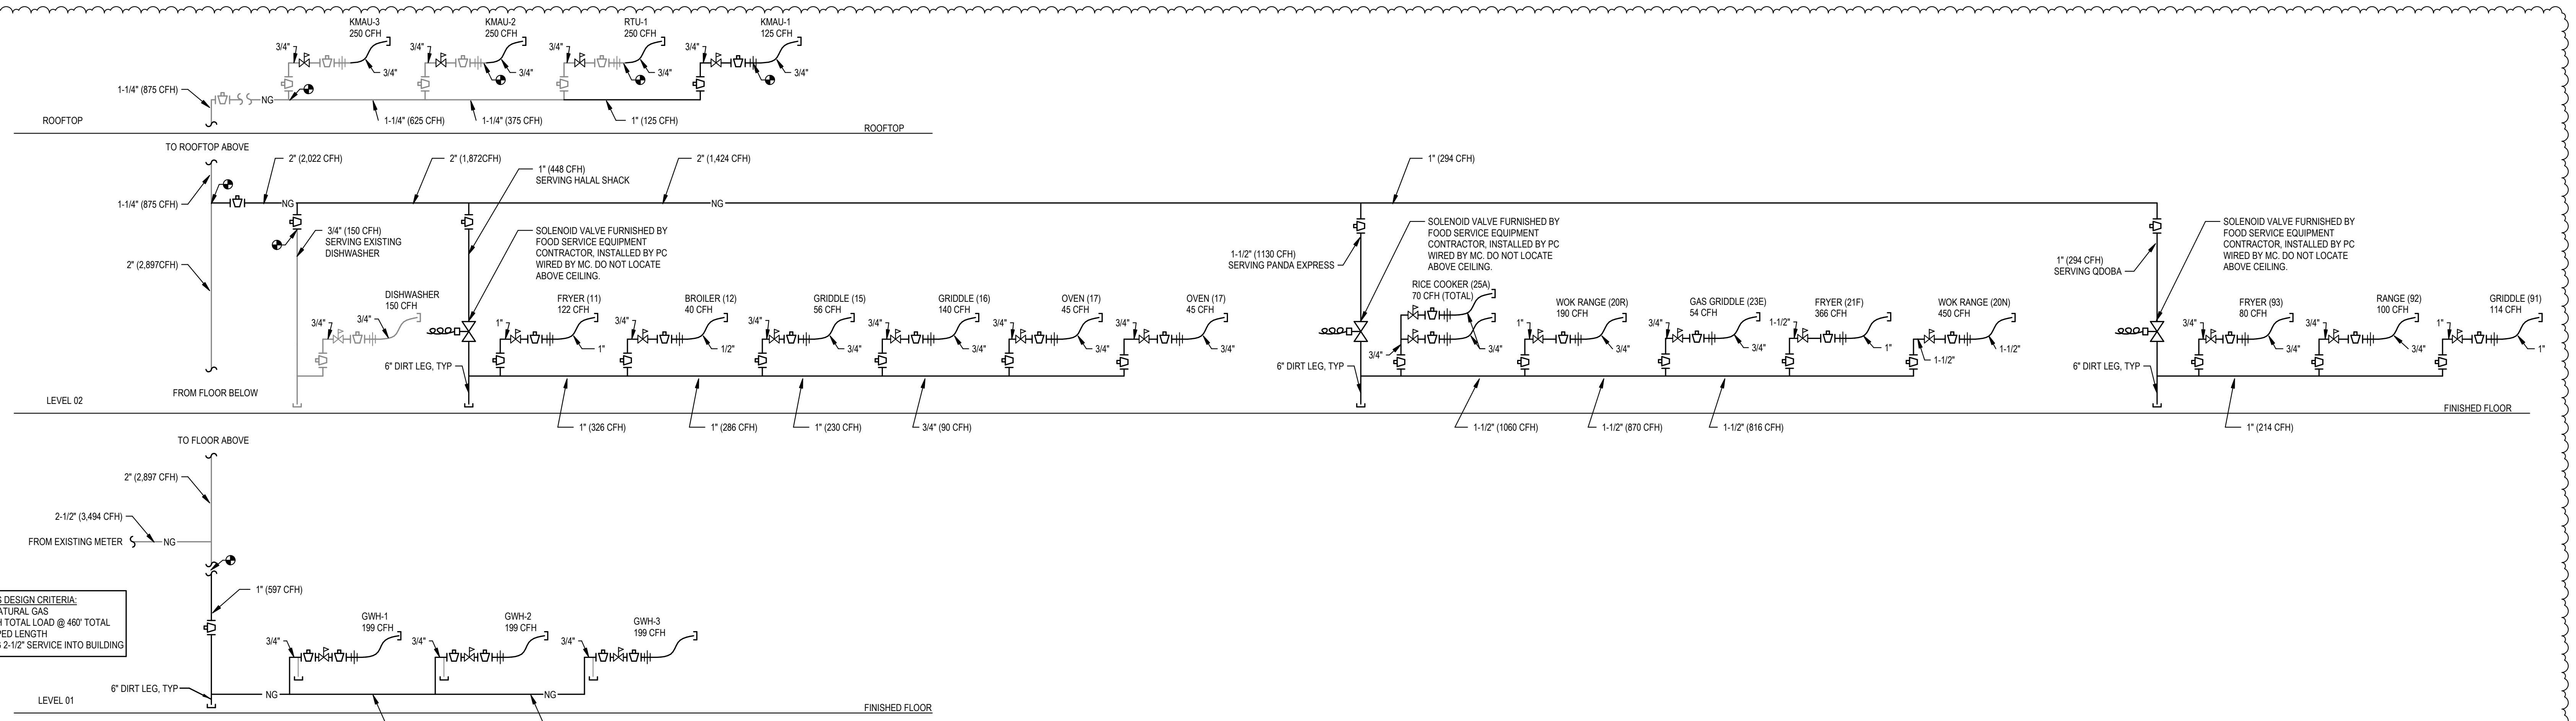 KMAU-3
250 CFH
KMAU-2
250 CFH
RTU-1
250 CFH
KMAU-1
125 CFH
3/4"
3/4"
3/4"
3/4"
3/4"
3/4"
3/4"
3/4"
1-1/4" (875 CFH)
NG
1-1/4" (625 CFH)
1-1/4" (375 CFH)
1" (125 CFH)
ROOFTOP
ROOFTOP
TO ROOFTOP ABOVE
2" (2,022 CFH)
2" (1,872CFH)
1" (448 CFH)
SERVING HALAL SHACK
2" (1,424 CFH)
1" (294 CFH)
1-1/4" (875 CFH)
NG
NG
3/4" (150 CFH)
SERVING EXISTING
DISHWASHER
SOLENOID VALVE FURNISHED BY
FOOD SERVICE EQUIPMENT
CONTRACTOR, INSTALLED BY PC
WIRED BY MC. DO NOT LOCATE
ABOVE CEILING.
1-1/2" (1130 CFH)
SERVING PANDA EXPRESS
SOLENOID VALVE FURNISHED BY
FOOD SERVICE EQUIPMENT
CONTRACTOR, INSTALLED BY PC
WIRED BY MC. DO NOT LOCATE
ABOVE CEILING.
1" (294 CFH)
SERVING QDOBA
SOLENOID VALVE FURNISHED BY
FOOD SERVICE EQUIPMENT
CONTRACTOR, INSTALLED BY PC
WIRED BY MC. DO NOT LOCATE
ABOVE CEILING.
2" (2,897CFH)
DISHWASHER
150 CFH
3/4"
3/4"
FRYER (11)
122 CFH
1"
1"
BROILER (12)
40 CFH
3/4"
1/2"
GRIDDLE (15)
56 CFH
3/4"
3/4"
GRIDDLE (16)
140 CFH
3/4"
3/4"
OVEN (17)
45 CFH
3/4"
3/4"
OVEN (17)
45 CFH
3/4"
3/4"
RICE COOKER (25A)
70 CFH (TOTAL)
3/4"
3/4"
WOK RANGE (20R)
190 CFH
1"
3/4"
GAS GRIDDLE (23E)
54 CFH
3/4"
3/4"
FRYER (21F)
366 CFH
1-1/2"
1"
WOK RANGE (20N)
450 CFH
1-1/2"
1-1/2"
FRYER (93)
80 CFH
3/4"
3/4"
RANGE (92)
100 CFH
3/4"
3/4"
GRIDDLE (91)
114 CFH
1"
1"
6" DIRT LEG, TYP
6" DIRT LEG, TYP
6" DIRT LEG, TYP
FROM FLOOR BELOW
LEVEL 02
FINISHED FLOOR
1" (326 CFH)
1" (286 CFH)
1" (230 CFH)
3/4" (90 CFH)
1-1/2" (1060 CFH)
1-1/2" (870 CFH)
1-1/2" (816 CFH)
1" (214 CFH)
TO FLOOR ABOVE
2" (2,897 CFH)
2-1/2" (3,494 CFH)
FROM EXISTING METER
NG
1" (597 CFH)
DESIGN CRITERIA:
GAS
TOTAL LOAD @ 460' TOTAL
LENGTH
2-1/2" SERVICE INTO BUILDING
GWH-1
199 CFH
3/4"
GWH-2
199 CFH
3/4"
GWH-3
199 CFH
3/4"
6" DIRT LEG, TYP
NG
NG
LEVEL 01
FINISHED FLOOR